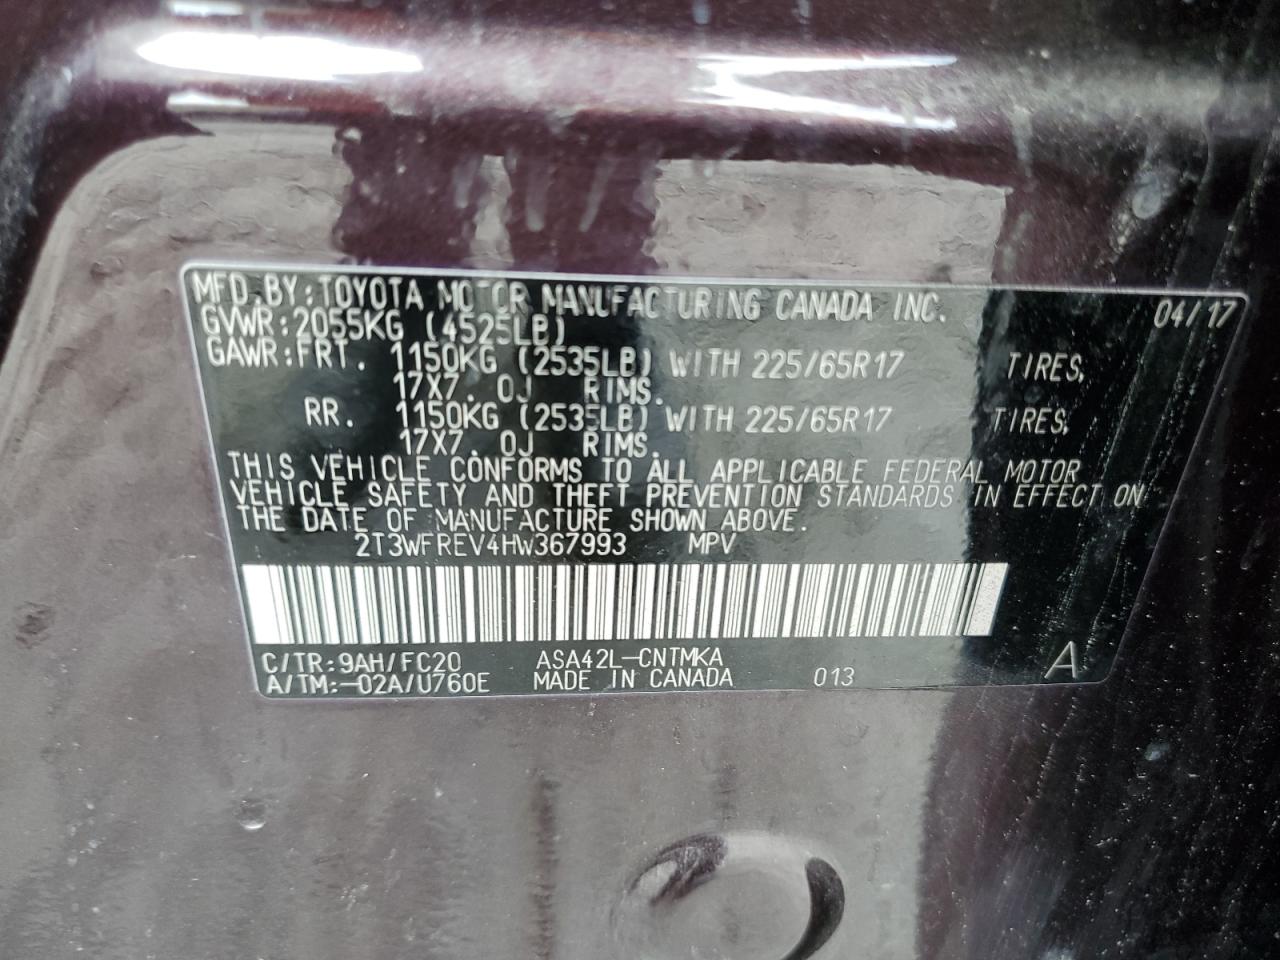 MFD.BY:TOYOTA MOTOR MANUFACTURING CANADA INC. 04/17
GVWR:2055KG (4525LB)
GAWR:FRT. 1150KG (2535LB) WITH 225/65R17 TIRES,
17X7.0J RIMS.
RR. 1150KG (2535LB) WITH 225/65R17 TIRES,
17X7.0J RIMS.
THIS VEHICLE CONFORMS TO ALL APPLICABLE FEDERAL MOTOR
VEHICLE SAFETY AND THEFT PREVENTION STANDARDS IN EFFECT ON
THE DATE OF MANUFACTURE SHOWN ABOVE.
2T3WFREV4HW367993 MPV
C/TR:9AH/FC20 ASA42L-CNTMKA A
A/TM:-02A/U760E MADE IN CANADA 013